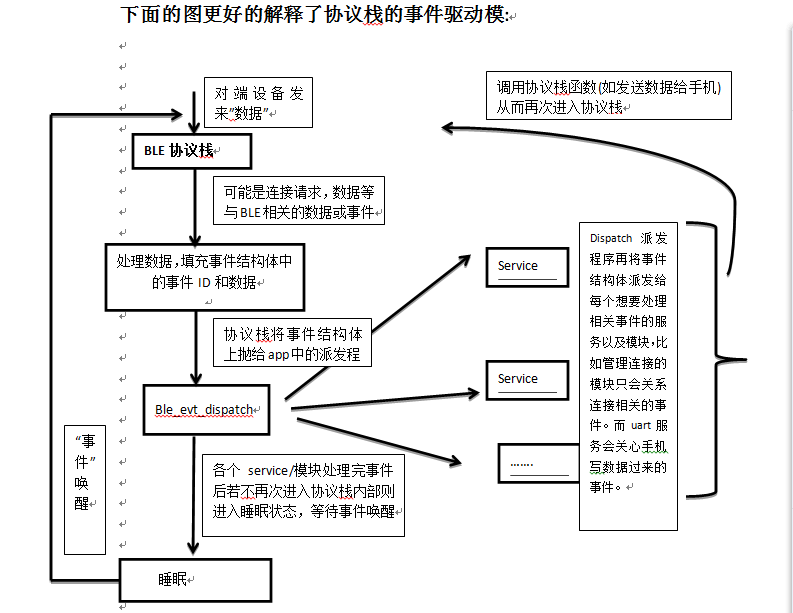 下面的图更好的解释了协议栈的事件驱动模:
对端设备发
来”数据”
调用协议栈函数(如发送数据给手机)
从而再次进入协议栈
BLE 协议栈
可能是连接请求，数据等
与BLE相关的数据或事件
处理数据,填充事件结构体中
的事件 ID 和数据
协议栈将事件结构体
上抛给app中的派发程
Ble_evt_dispatch
Service
Service
…….
Dispatch 派发
程序再将事件
结构体派发给
每个想要处理
相关事件的服
务以及模块,比
如管理连接的
模块只会关系
连接相关的事
件。而 uart 服
务会关心手机
写数据过来的
事件。
“事
件”
唤
醒
各个 service/模块处理完事件
后若不再次进入协议栈内部则
进入睡眠状态，等待事件唤醒
睡眠